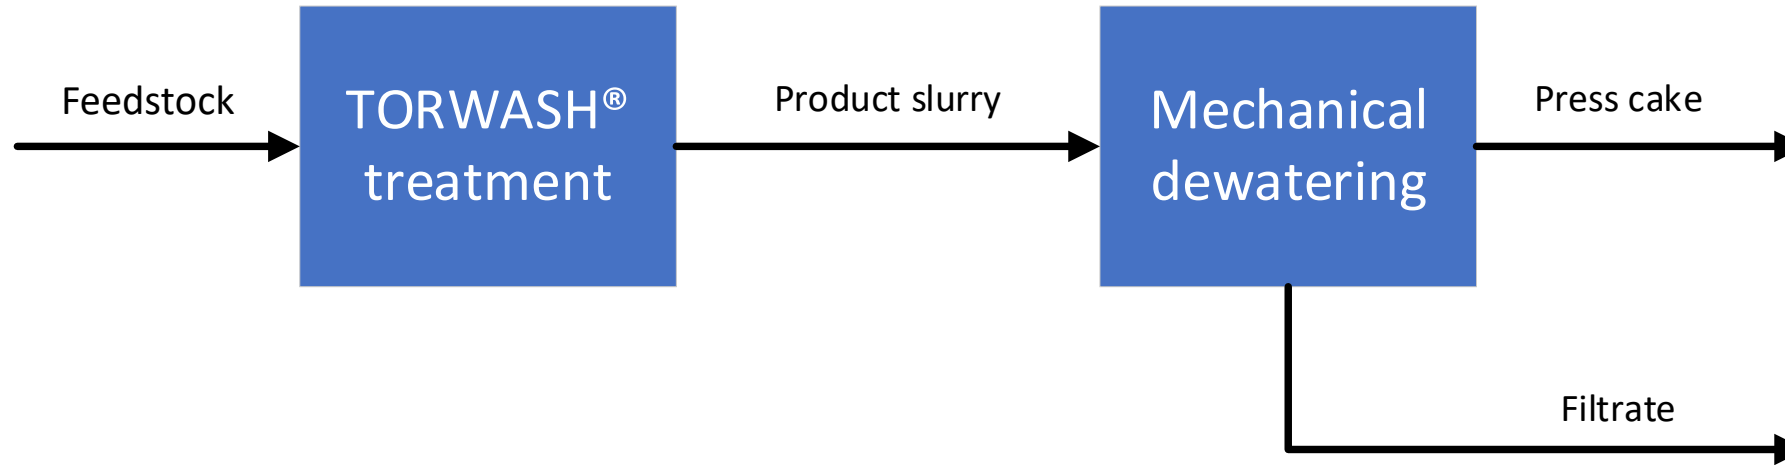 Feedstock
TORWASH®
treatment
Product slurry
Mechanical
dewatering
Press cake
Filtrate